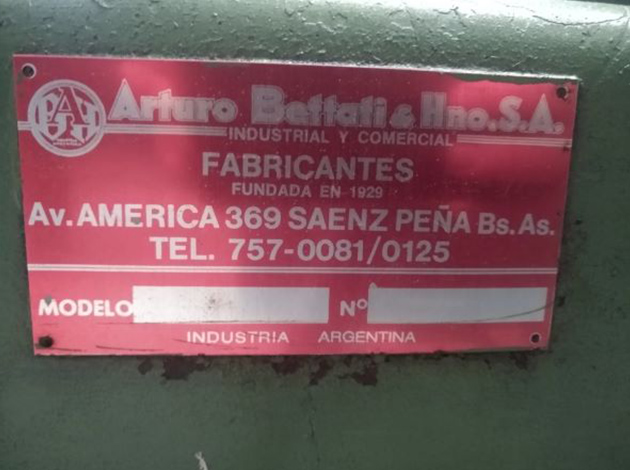 Arturo Bettati & Hno. S.A.
INDUSTRIAL Y COMERCIAL
FABRICANTES
FUNDADA EN 1929
Av. AMERICA 369 SAENZ PEÑA Bs. As.
TEL. 757-0081/0125
MODELO Nº
INDUSTRIA ARGENTINA